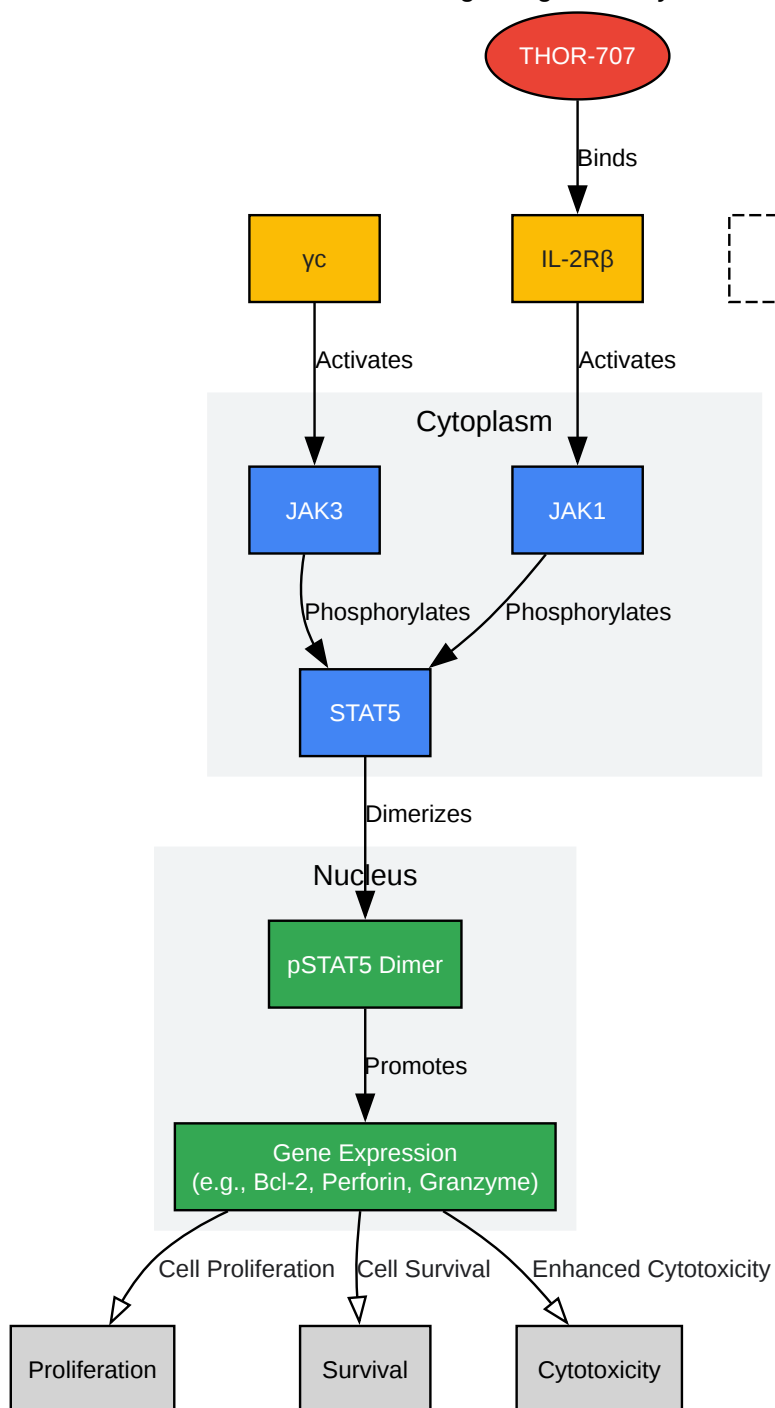 THOR-707
Binds
γc
IL-2Rβ
Activates
Activates
Cytoplasm
JAK3
JAK1
Phosphorylates
Phosphorylates
STAT5
Dimerizes
Nucleus
pSTAT5 Dimer
Promotes
Gene Expression
(e.g., Bcl-2, Perforin, Granzyme)
Cell Proliferation
Cell Survival
Enhanced Cytotoxicity
Proliferation
Survival
Cytotoxicity